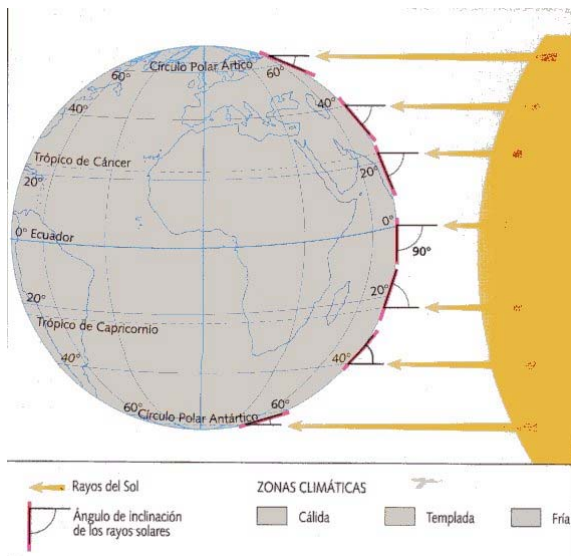 Círculo Polar Ártico
60°
60°
40°
40°
Trópico de Cáncer
20°
20°
0° Ecuador
0°
90°
20°
20°
Trópico de Capricornio
40°
40°
60°
60°
Círculo Polar Antártico
Rayos del Sol
Ángulo de inclinación
de los rayos solares
ZONAS CLIMÁTICAS
Cálida
Templada
Fría